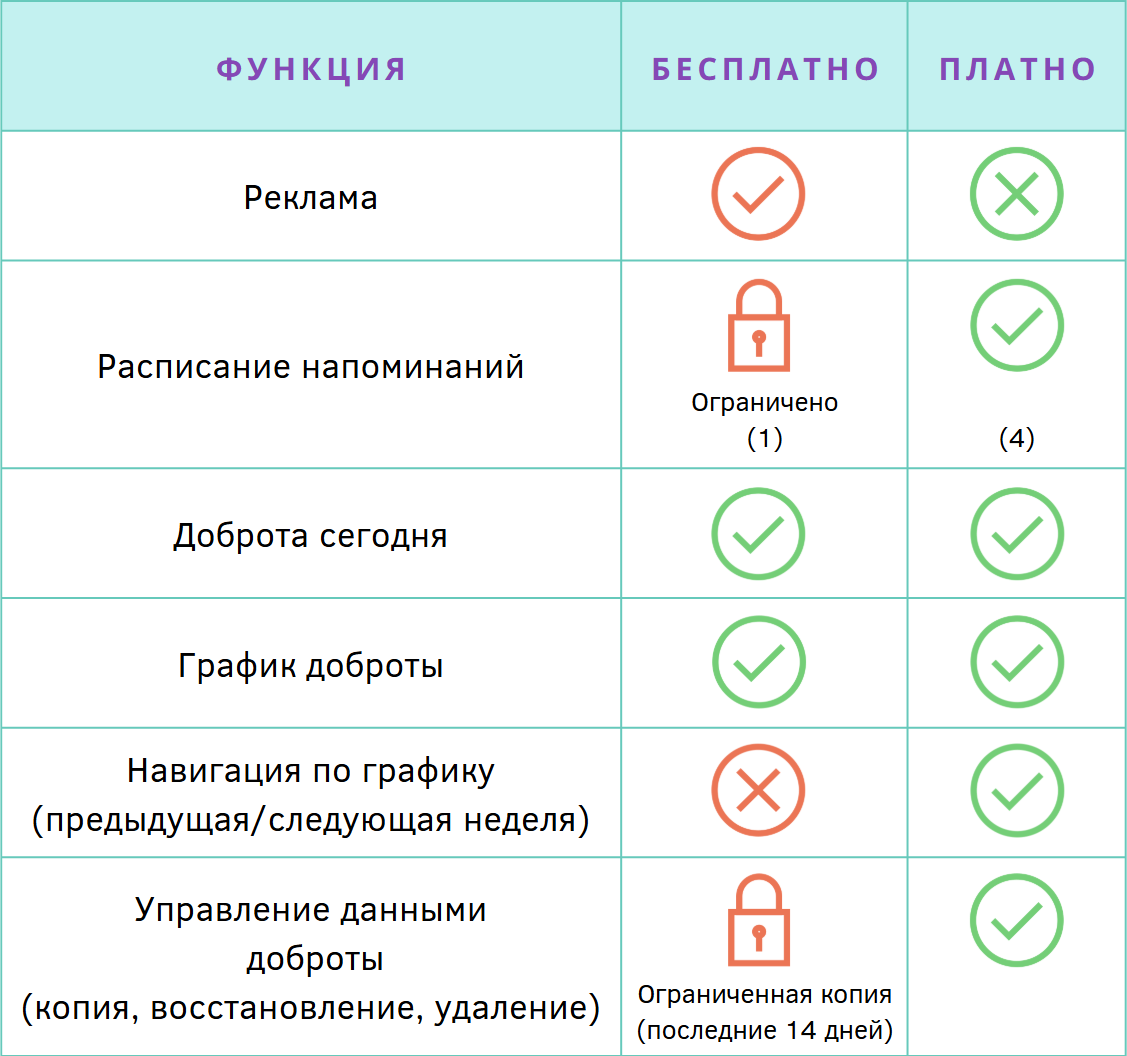 ФУНКЦИЯ БЕСПЛАТНО ПЛАТНО
Реклама
Расписание напоминаний
Ограничено
(1) (4)
Доброта сегодня
График доброты
Навигация по графику
(предыдущая/следующая неделя)
Управление данными
доброты
(копия, восстановление, удаление)
Ограниченная копия
(последние 14 дней)